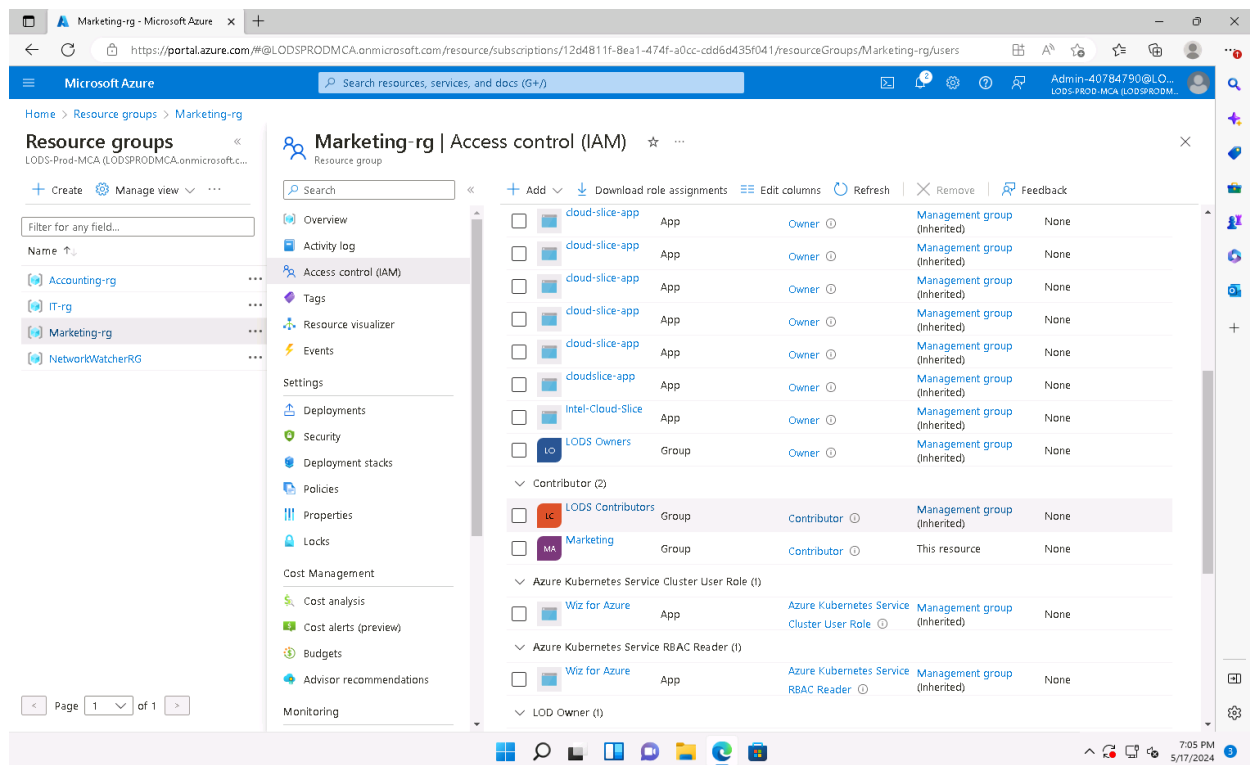 Marketing-rg - Microsoft Azure
https://portal.azure.com/#@LODSPRODMCA.onmicrosoft.com/resource/subscriptions/12d4811f-8ea1-474f-a0cc-cdd6d435f041/resourceGroups/Marketing-rg/users
Microsoft Azure
Search resources, services, and docs (G+/)
2
Admin-40784790@LO...
LODS-PROD-MCA (LODSPRODM...
Home > Resource groups > Marketing-rg
Resource groups
LODS-Prod-MCA (LODSPRODMCA.onmicrosoft.c...
Create Manage view ...
Filter for any field...
Name
Accounting-rg
IT-rg
Marketing-rg
NetworkWatcherRG
< Page 1 of 1 >
Marketing-rg | Access control (IAM)
Resource group
Search
Overview
Activity log
Access control (IAM)
Tags
Resource visualizer
Events
Settings
Deployments
Security
Deployment stacks
Policies
Properties
Locks
Cost Management
Cost analysis
Cost alerts (preview)
Budgets
Advisor recommendations
Monitoring
Add Download role assignments Edit columns Refresh Remove Feedback
cloud-slice-app App Owner Management group (Inherited) None
cloud-slice-app App Owner Management group (Inherited) None
cloud-slice-app App Owner Management group (Inherited) None
cloud-slice-app App Owner Management group (Inherited) None
cloud-slice-app App Owner Management group (Inherited) None
cloudslice-app App Owner Management group (Inherited) None
Intel-Cloud-Slice App Owner Management group (Inherited) None
LO LODS Owners Group Owner Management group (Inherited) None
Contributor (2)
LC LODS Contributors Group Contributor Management group (Inherited) None
MA Marketing Group Contributor This resource None
Azure Kubernetes Service Cluster User Role (1)
Wiz for Azure App Azure Kubernetes Service Cluster User Role Management group (Inherited) None
Azure Kubernetes Service RBAC Reader (1)
Wiz for Azure App Azure Kubernetes Service RBAC Reader Management group (Inherited) None
LOD Owner (1)
7:05 PM
5/17/2024
3